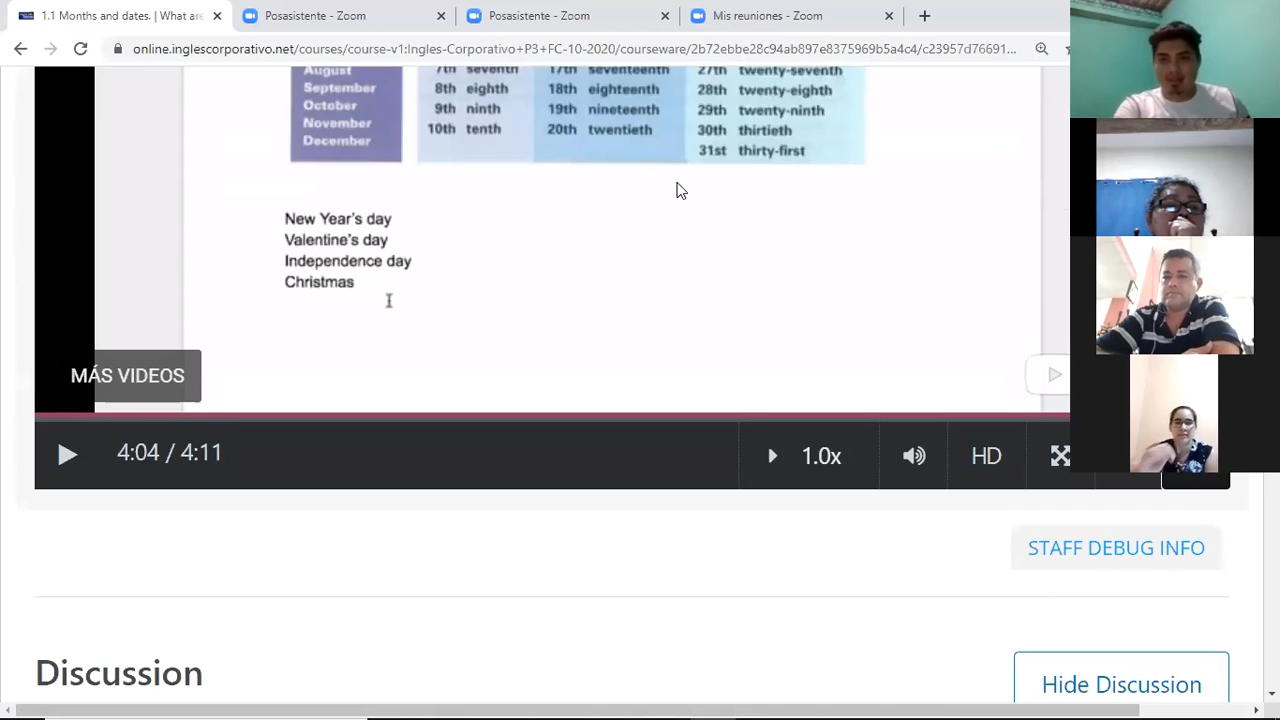 1.1 Months and dates. | What are
Posasistente - Zoom
Posasistente - Zoom
Mis reuniones - Zoom
online.inglescorporativo.net/courses/course-v1:Ingles-Corporativo+P3+FC-10-2020/courseware/2b72ebbe28c94ab897e8375969b5a4c4/c23957d76691...
August 7th seventh 17th seventeenth 27th twenty-seventh
September 8th eighth 18th eighteenth 28th twenty-eighth
October 9th ninth 19th nineteenth 29th twenty-ninth
November 10th tenth 20th twentieth 30th thirtieth
December 31st thirty-first
New Year's day
Valentine's day
Independence day
Christmas
MÁS VIDEOS
4:04 / 4:11 1.0x HD
STAFF DEBUG INFO
Discussion
Hide Discussion